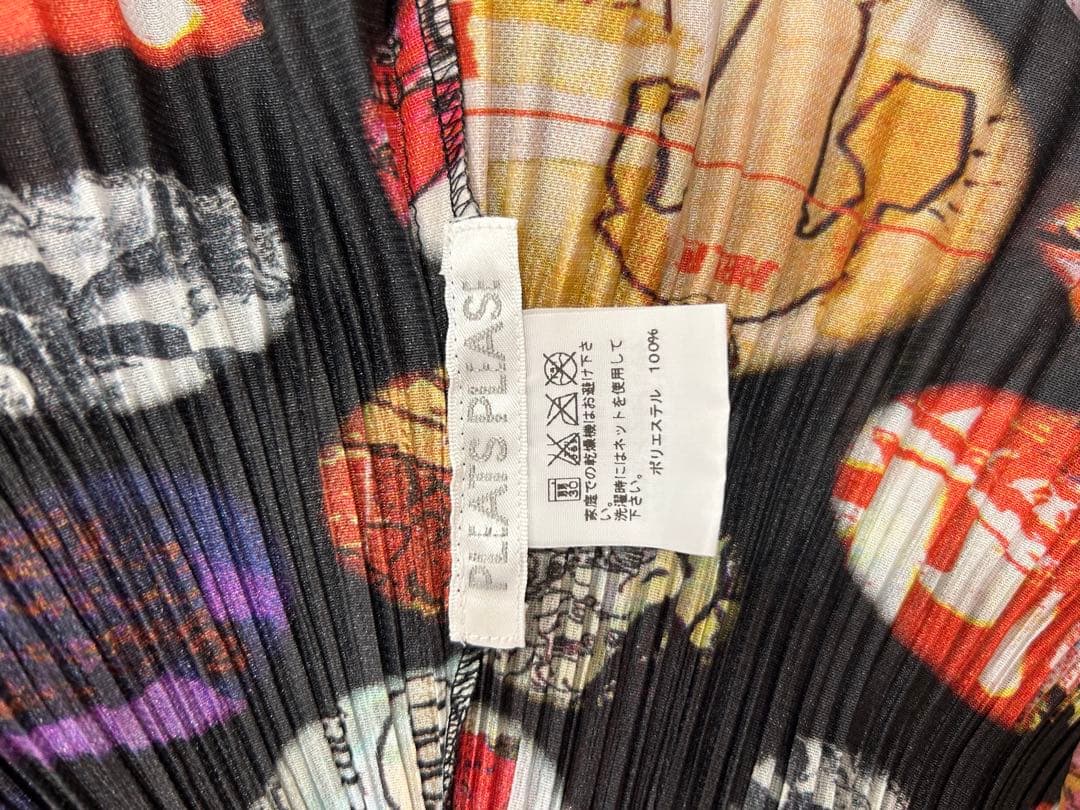 PLEATS PLEASE
30
家庭での乾燥機はお避け下さ
い。
洗濯時にはネットを使用して
下さい。
ポリエステル 100%